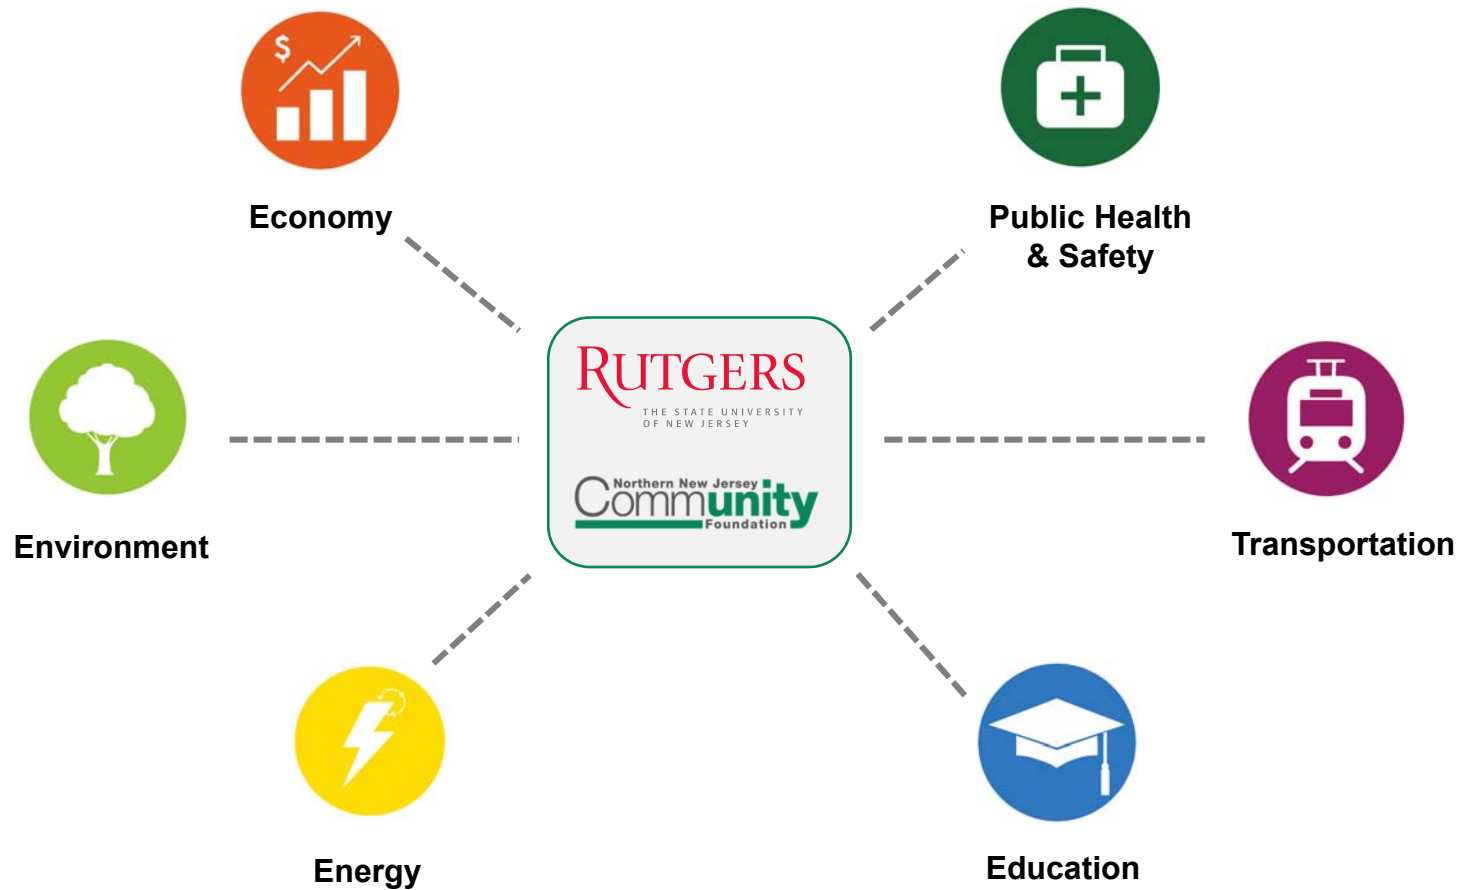 $
Economy
Public Health
& Safety
RUTGERS
THE STATE UNIVERSITY
OF NEW JERSEY
Northern New Jersey
Community
Foundation
Environment
Transportation
Energy
Education